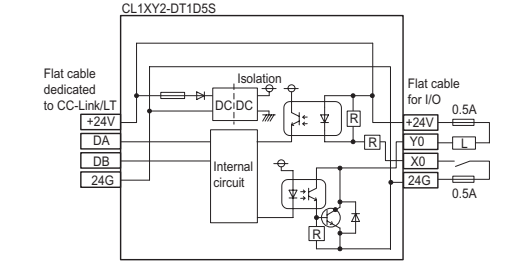 CL1XY2-DT1D5S
Flat cable
dedicated
to CC-Link/LT
+24V
DA
DB
24G
Isolation
DC DC
R
R
Internal
circuit
R
Flat cable
for I/O
0.5A
+24V
Y0
L
X0
24G
0.5A